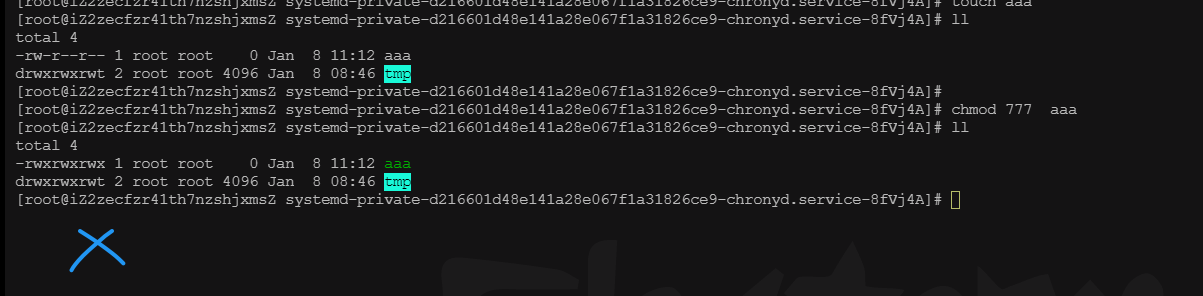 [root@iZ2zecfzr41th7nzshjxmsZ systemd-private-d216601d48e141a28e067f1a31826ce9-chronyd.service-8fVj4A]# touch aaa
[root@iZ2zecfzr41th7nzshjxmsZ systemd-private-d216601d48e141a28e067f1a31826ce9-chronyd.service-8fVj4A]# ll
total 4
-rw-r--r-- 1 root root    0 Jan  8 11:12 aaa
drwxrwxrwt 2 root root 4096 Jan  8 08:46 tmp
[root@iZ2zecfzr41th7nzshjxmsZ systemd-private-d216601d48e141a28e067f1a31826ce9-chronyd.service-8fVj4A]#
[root@iZ2zecfzr41th7nzshjxmsZ systemd-private-d216601d48e141a28e067f1a31826ce9-chronyd.service-8fVj4A]# chmod 777  aaa
[root@iZ2zecfzr41th7nzshjxmsZ systemd-private-d216601d48e141a28e067f1a31826ce9-chronyd.service-8fVj4A]# ll
total 4
-rwxrwxrwx 1 root root    0 Jan  8 11:12 aaa
drwxrwxrwt 2 root root 4096 Jan  8 08:46 tmp
[root@iZ2zecfzr41th7nzshjxmsZ systemd-private-d216601d48e141a28e067f1a31826ce9-chronyd.service-8fVj4A]#